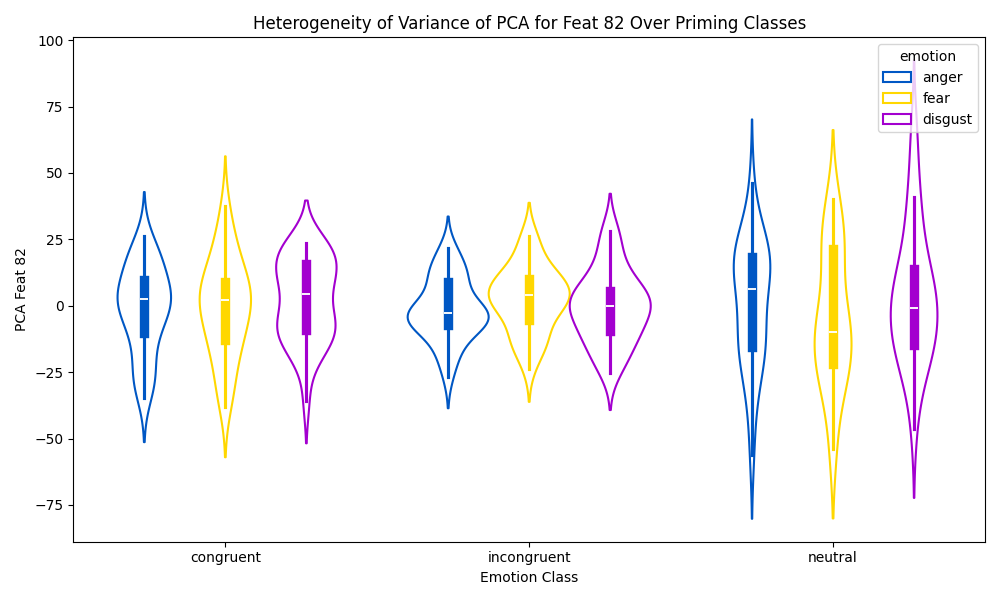 Heterogeneity of Variance of PCA for Feat 82 Over Priming Classes
emotion
anger
fear
disgust
PCA Feat 82
100
75
50
25
0
−25
−50
−75
congruent
incongruent
neutral
Emotion Class